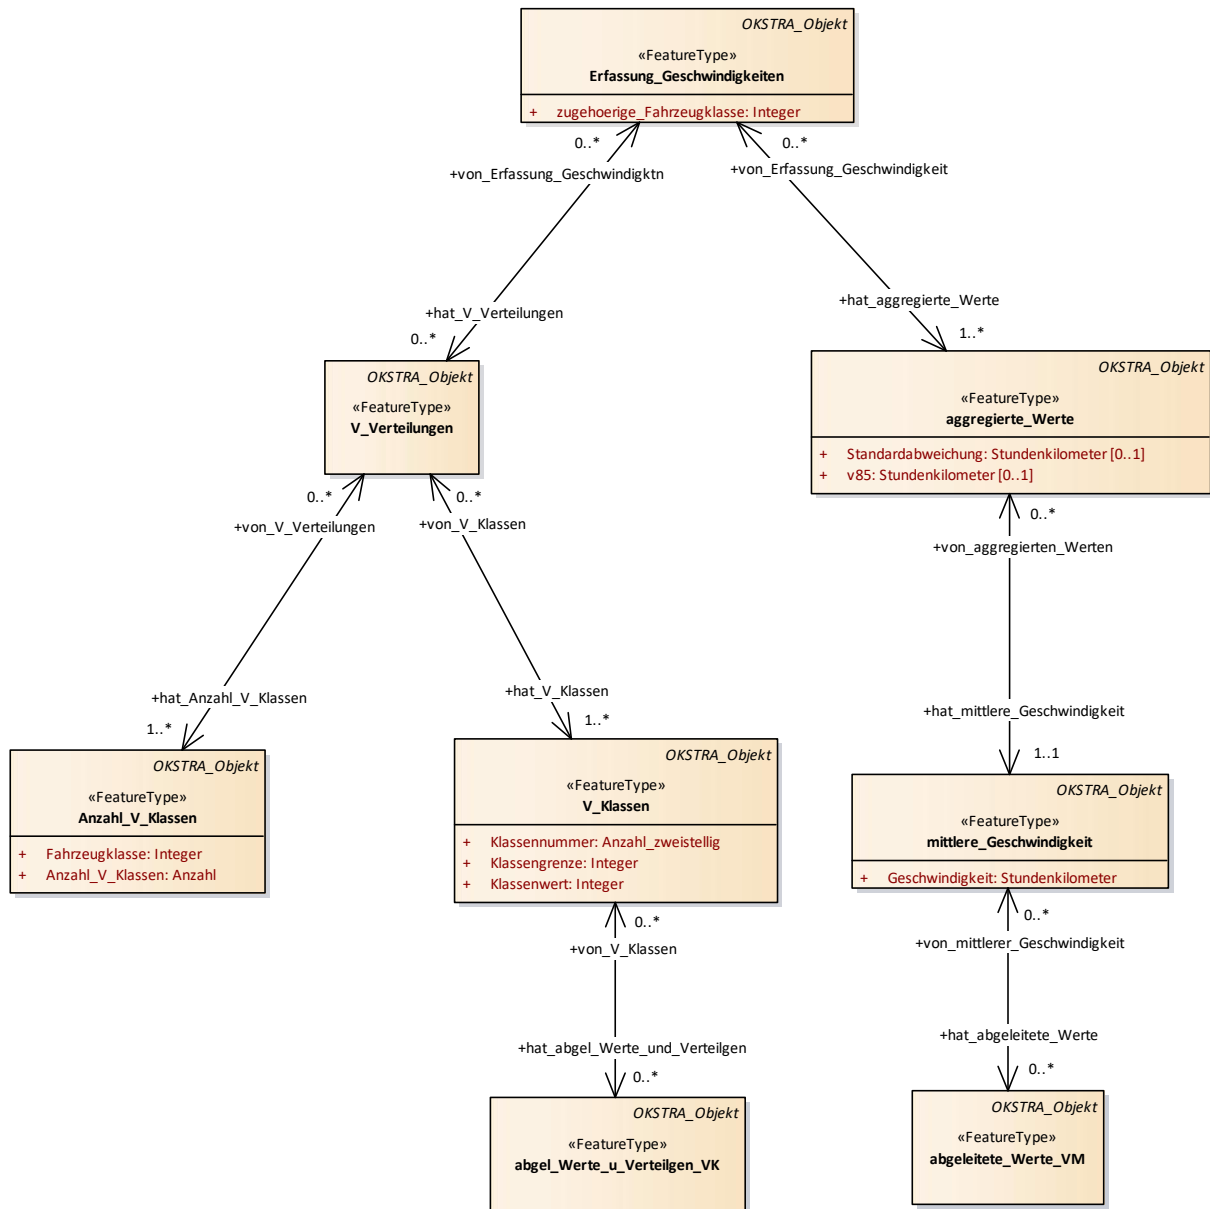 OKSTRA_Objekt
«FeatureType»
Erfassung_Geschwindigkeiten
+ zugehoerige_Fahrzeugklasse: Integer
0..*
0..*
+von_Erfassung_Geschwindigktn
+von_Erfassung_Geschwindigkeit
+hat_V_Verteilungen
0..*
+hat_aggregierte_Werte
1..*
OKSTRA_Objekt
«FeatureType»
V_Verteilungen
OKSTRA_Objekt
«FeatureType»
aggregierte_Werte
+ Standardabweichung: Stundenkilometer [0..1]
+ v85: Stundenkilometer [0..1]
0..*
+von_V_Verteilungen
0..*
+von_V_Klassen
0..*
+von_aggregierten_Werten
+hat_Anzahl_V_Klassen
1..*
+hat_V_Klassen
1..*
+hat_mittlere_Geschwindigkeit
1..1
OKSTRA_Objekt
«FeatureType»
Anzahl_V_Klassen
+ Fahrzeugklasse: Integer
+ Anzahl_V_Klassen: Anzahl
OKSTRA_Objekt
«FeatureType»
V_Klassen
+ Klassennummer: Anzahl_zweistellig
+ Klassengrenze: Integer
+ Klassenwert: Integer
OKSTRA_Objekt
«FeatureType»
mittlere_Geschwindigkeit
+ Geschwindigkeit: Stundenkilometer
0..*
+von_V_Klassen
0..*
+von_mittlerer_Geschwindigkeit
+hat_abgel_Werte_und_Verteilgen
0..*
+hat_abgeleitete_Werte
0..*
OKSTRA_Objekt
«FeatureType»
abgel_Werte_u_Verteilgen_VK
OKSTRA_Objekt
«FeatureType»
abgeleitete_Werte_VM